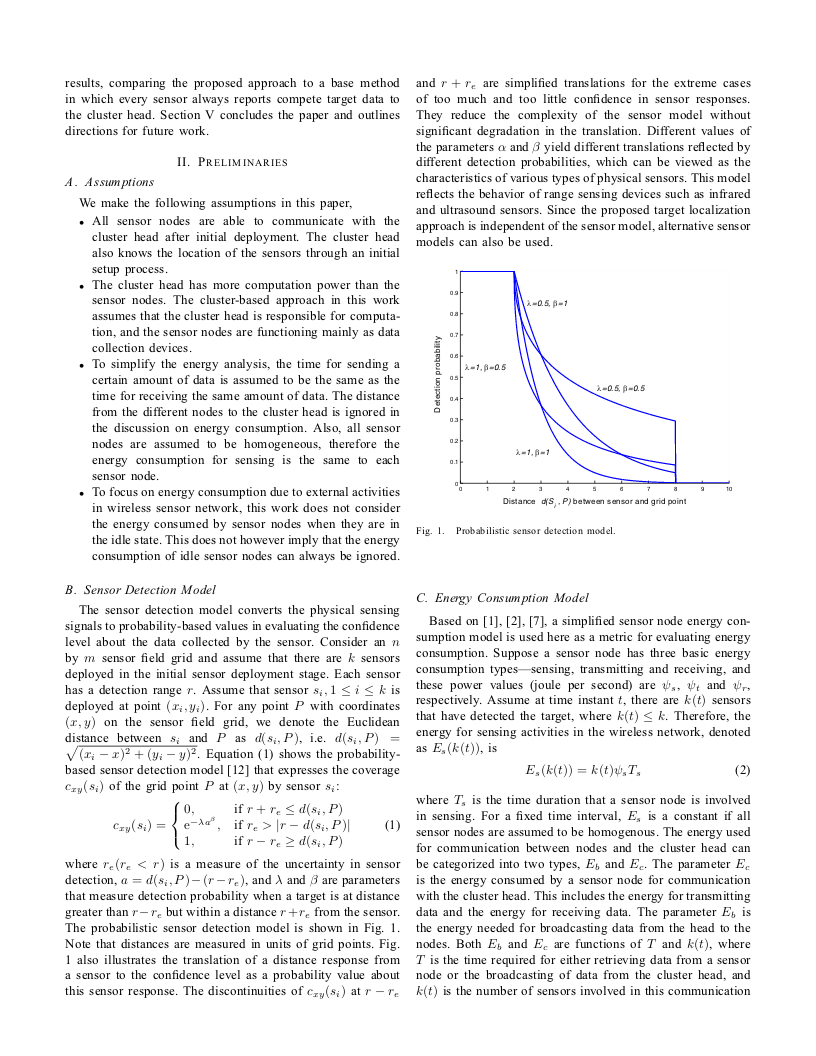 results, comparing the proposed approach to a base method
in which every sensor always reports compete target data to
the cluster head. Section V concludes the paper and outlines
directions for future work.
II. PRELIMINARIES
A. Assumptions
We make the following assumptions in this paper,
• All sensor nodes are able to communicate with the
cluster head after initial deployment. The cluster head
also knows the location of the sensors through an initial
setup process.
• The cluster head has more computation power than the
sensor nodes. The cluster-based approach in this work
assumes that the cluster head is responsible for computa-
tion, and the sensor nodes are functioning mainly as data
collection devices.
• To simplify the energy analysis, the time for sending a
certain amount of data is assumed to be the same as the
time for receiving the same amount of data. The distance
from the different nodes to the cluster head is ignored in
the discussion on energy consumption. Also, all sensor
nodes are assumed to be homogeneous, therefore the
energy consumption for sensing is the same to each
sensor node.
• To focus on energy consumption due to external activities
in wireless sensor network, this work does not consider
the energy consumed by sensor nodes when they are in
the idle state. This does not however imply that the energy
consumption of idle sensor nodes can always be ignored.
B. Sensor Detection Model
The sensor detection model converts the physical sensing
signals to probability-based values in evaluating the confidence
level about the data collected by the sensor. Consider an n
by m sensor field grid and assume that there are k sensors
deployed in the initial sensor deployment stage. Each sensor
has a detection range r. Assume that sensor s_i, 1 ≤ i ≤ k is
deployed at point (x_i, y_i). For any point P with coordinates
(x, y) on the sensor field grid, we denote the Euclidean
distance between s_i and P as d(s_i, P), i.e. d(s_i, P) =
√(x_i − x)² + (y_i − y)². Equation (1) shows the probability-
based sensor detection model [12] that expresses the coverage
c_xy(s_i) of the grid point P at (x, y) by sensor s_i:
c_xy(s_i) = { 0, if r + r_e ≤ d(s_i, P)
e^{−λa^β}, if r_e > |r − d(s_i, P)| (1)
1, if r − r_e ≥ d(s_i, P)
where r_e(r_e < r) is a measure of the uncertainty in sensor
detection, a = d(s_i, P) − (r − r_e), and λ and β are parameters
that measure detection probability when a target is at distance
greater than r − r_e but within a distance r + r_e from the sensor.
The probabilistic sensor detection model is shown in Fig. 1.
Note that distances are measured in units of grid points. Fig.
1 also illustrates the translation of a distance response from
a sensor to the confidence level as a probability value about
this sensor response. The discontinuities of c_xy(s_i) at r − r_e
and r + r_e are simplified translations for the extreme cases
of too much and too little confidence in sensor responses.
They reduce the complexity of the sensor model without
significant degradation in the translation. Different values of
the parameters α and β yield different translations reflected by
different detection probabilities, which can be viewed as the
characteristics of various types of physical sensors. This model
reflects the behavior of range sensing devices such as infrared
and ultrasound sensors. Since the proposed target localization
approach is independent of the sensor model, alternative sensor
models can also be used.
1
0.9
0.8
0.7
0.6
0.5
0.4
0.3
0.2
0.1
0
Detection probability
λ=0.5, β=1
λ=1, β=0.5
λ=0.5, β=0.5
λ=1, β=1
0 1 2 3 4 5 6 7 8 9 10
Distance d(S_i, P) between sensor and grid point
Fig. 1. Probabilistic sensor detection model.
C. Energy Consumption Model
Based on [1], [2], [7], a simplified sensor node energy con-
sumption model is used here as a metric for evaluating energy
consumption. Suppose a sensor node has three basic energy
consumption types—sensing, transmitting and receiving, and
these power values (joule per second) are ψ_s, ψ_t and ψ_r,
respectively. Assume at time instant t, there are k(t) sensors
that have detected the target, where k(t) ≤ k. Therefore, the
energy for sensing activities in the wireless network, denoted
as E_s(k(t)), is
E_s(k(t)) = k(t)ψ_sT_s (2)
where T_s is the time duration that a sensor node is involved
in sensing. For a fixed time interval, E_s is a constant if all
sensor nodes are assumed to be homogenous. The energy used
for communication between nodes and the cluster head can
be categorized into two types, E_b and E_c. The parameter E_c
is the energy consumed by a sensor node for communication
with the cluster head. This includes the energy for transmitting
data and the energy for receiving data. The parameter E_b is
the energy needed for broadcasting data from the head to the
nodes. Both E_b and E_c are functions of T and k(t), where
T is the time required for either retrieving data from a sensor
node or the broadcasting of data from the cluster head, and
k(t) is the number of sensors involved in this communication